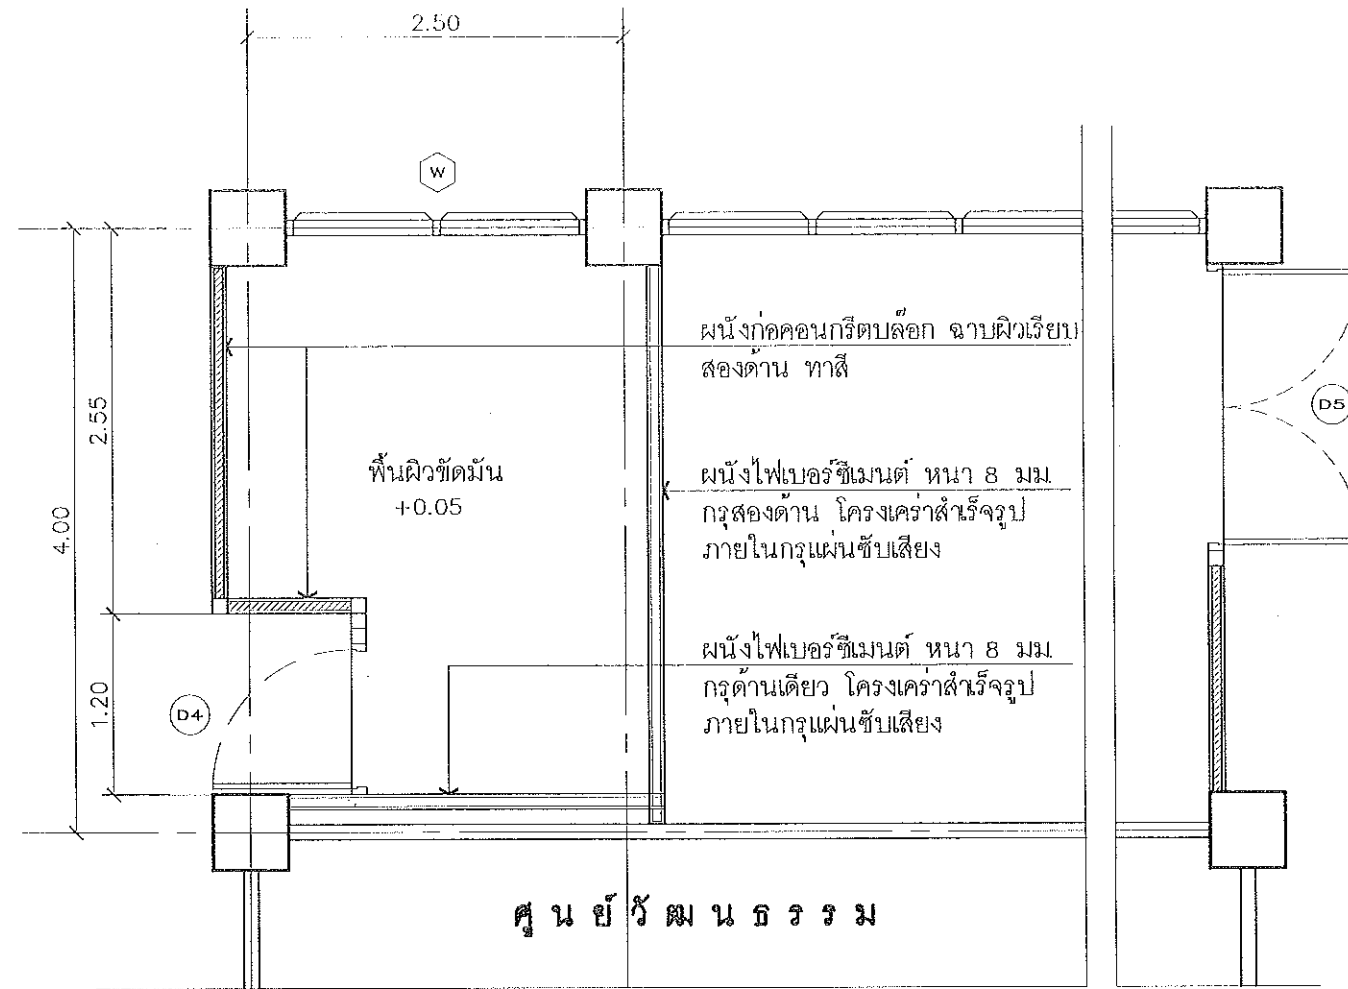 2.50
W
ผนังก่อคอนกรีตบล๊อก ฉาบผิวเรียบ
สองด้าน ทาสี
D5
2.55
พื้นผิวขัดมัน
+0.05
ผนังไฟเบอร์ซีเมนต์ หนา 8 มม.
กรุสองด้าน โครงเคร่าสำเร็จรูป
ภายในกรุแผ่นซับเสียง
4.00
ผนังไฟเบอร์ซีเมนต์ หนา 8 มม.
กรุด้านเดียว โครงเคร่าสำเร็จรูป
ภายในกรุแผ่นซับเสียง
1.20
D4
ศูนย์วัฒนธรรม